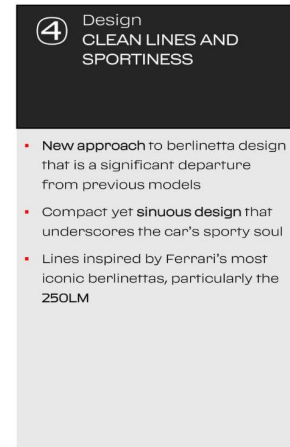 4 Design
CLEAN LINES AND
SPORTINESS
▪ New approach to berlinetta design
that is a significant departure
from previous models
▪ Compact yet sinuous design that
underscores the car's sporty soul
▪ Lines inspired by Ferrari's most
iconic berlinettas, particularly the
250LM